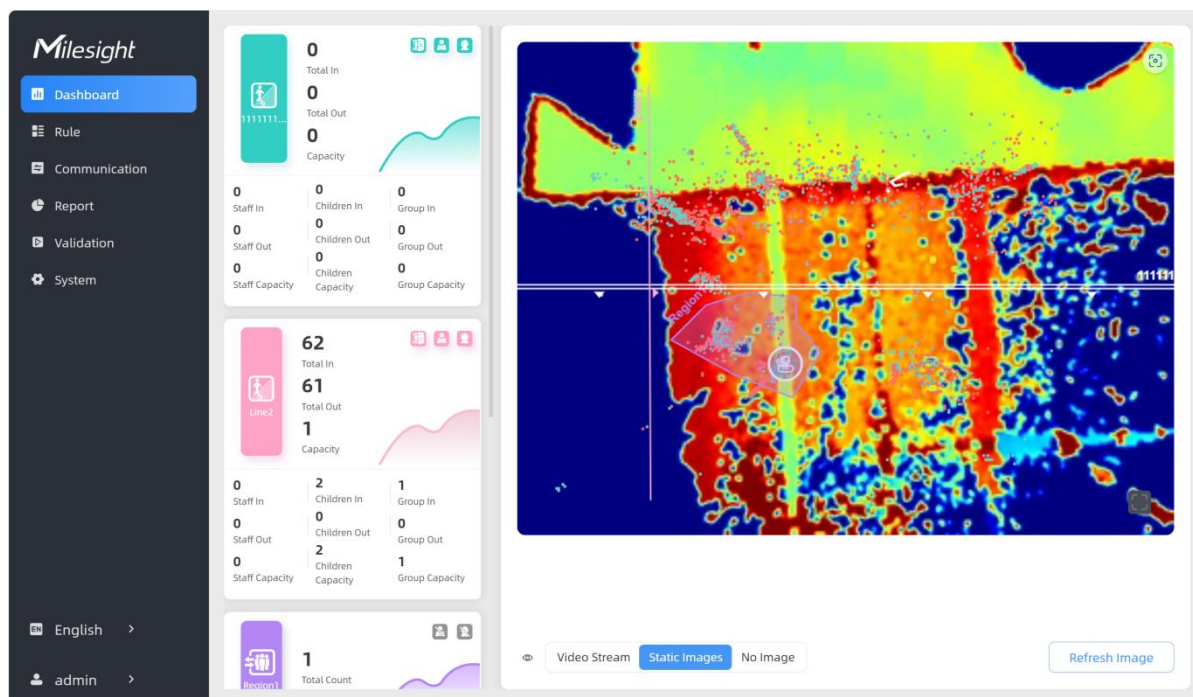 Milesight
Dashboard
Rule
Communication
Report
Validation
System
EN English >
admin >
1111111...
0
Total In
0
Total Out
0
Capacity
0
Staff In
0
Children In
0
Group In
0
Staff Out
0
Children Out
0
Group Out
0
Staff Capacity
0
Children
Capacity
0
Group Capacity
Line2
62
Total In
61
Total Out
1
Capacity
0
Staff In
2
Children In
1
Group In
0
Staff Out
0
Children Out
0
Group Out
0
Staff Capacity
2
Children
Capacity
1
Group Capacity
Region1
1
Total Count
111111
Region1
Video Stream
Static Images
No Image
Refresh Image